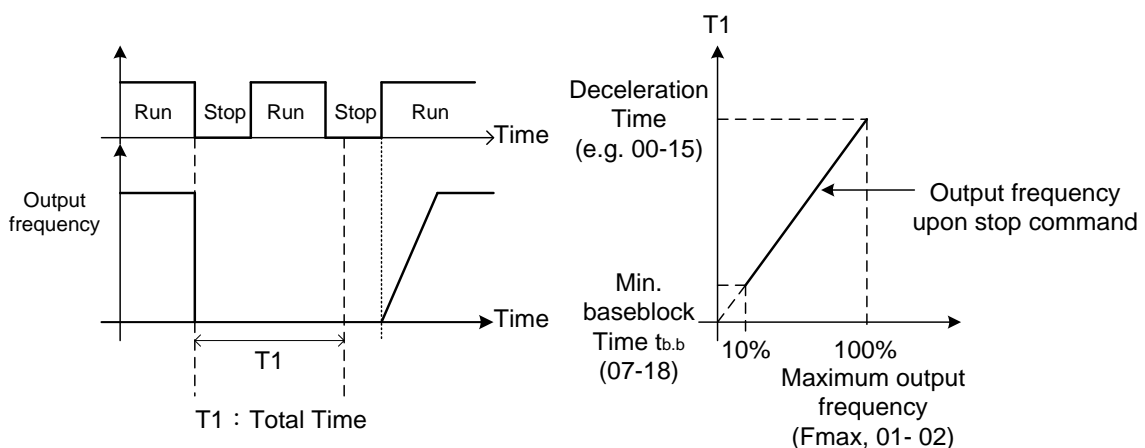 Run
Stop
Run
Stop
Run
Time
Output
frequency
Time
T1
T1：Total Time
T1
Deceleration
Time
(e.g. 00-15)
Output frequency
upon stop command
Min.
baseblock
Time tb.b
(07-18)
10%
100%
Maximum output
frequency
(Fmax, 01- 02)